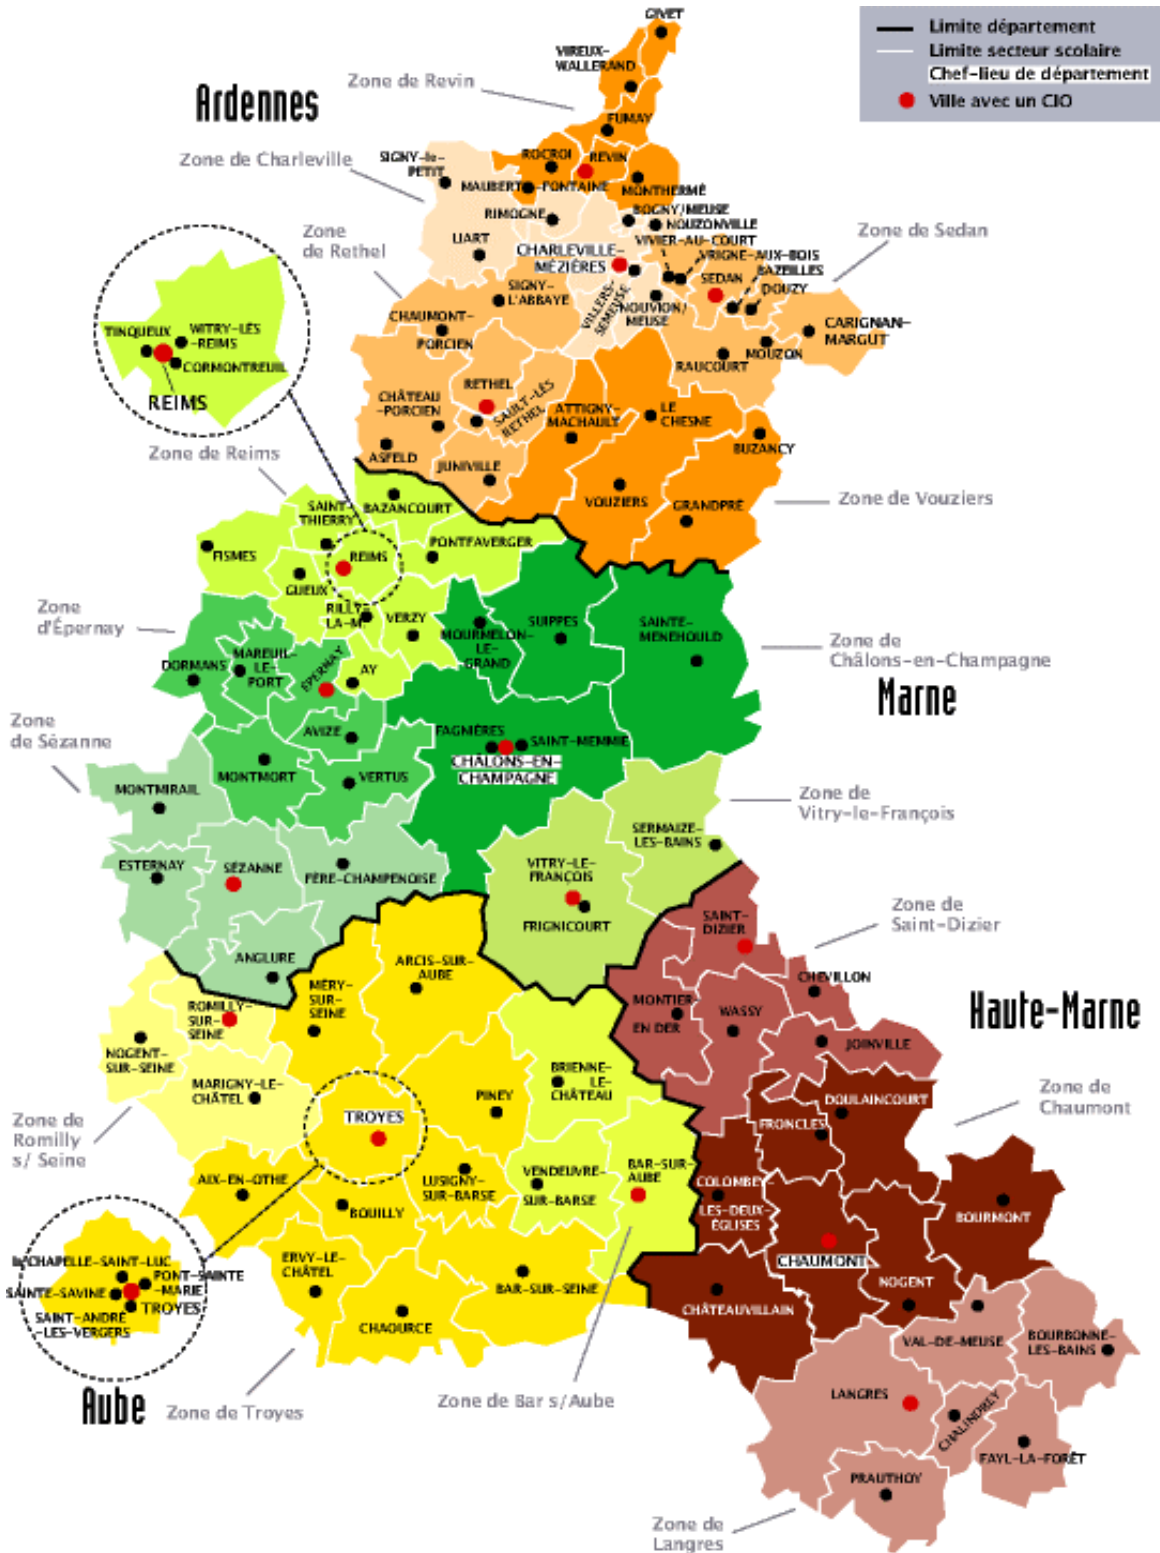 Limite département
Limite secteur scolaire
Chef-lieu de département
Ville avec un CIO
Ardennes
Zone de Revin
GIVET
VIREUX-
WALLERAND
FUMAY
ROCROI
REVIN
Zone de Charleville
SIGNY-le-
PETIT
MAUBERT-FONTAINE
MONTHERMÉ
RIMOGNE
BOGNY/MEUSE
NOUZONVILLE
Zone
de Rethel
LIART
CHARLEVILLE-
MÉZIÈRES
VIVIER-AU-COURT
VRIGNE-AUX-BOIS
BAZEILLES
DOUZY
Zone de Sedan
SEDAN
SIGNY-
L'ABBAYE
VILLERS-
SEMEUSE
NOUVION/
MEUSE
CHAUMONT-
PORCIEN
CARIGNAN-
MARGUT
MOUZON
RAUCOURT
TINQUEUX
WITRY-LÈS
-REIMS
CORMONTREUIL
REIMS
RETHEL
SAULT-LÈS
RETHEL
CHÂTEAU
-PORCIEN
ATTIGNY-
MACHAULT
LE
CHESNE
BUZANCY
Zone de Reims
ASFELD
JUNIVILLE
VOUZIERS
GRANDPRÉ
Zone de Vouziers
SAINT-
THIERRY
BAZANCOURT
FISMES
REIMS
PONTFAVERGER
GUEUX
RILLY
LA-M.
VERZY
Zone
d'Épernay
MOURMELON-
LE-
GRAND
SUIPPES
SAINTE-
MENEHOULD
Zone de
Châlons-en-Champagne
Marne
DORMANS
MAREUIL-
LE-
PORT
ÉPERNAY
AY
Zone
de Sézanne
AVIZE
FAGNIÈRES
SAINT-MEMMIE
CHÂLONS-EN-
CHAMPAGNE
MONTMORT
VERTUS
MONTMIRAIL
Zone de
Vitry-le-François
SERMAIZE-
LES-BAINS
ESTERNAY
SÉZANNE
FÈRE-CHAMPENOISE
VITRY-LE-
FRANÇOIS
FRIGNICOURT
SAINT-
DIZIER
Zone de
Saint-Dizier
ANGLURE
ARCIS-SUR-
AUBE
MÉRY-
SUR-
SEINE
CHEVILLON
MONTIER
EN DER
WASSY
JOINVILLE
Haute-Marne
ROMILLY-
SUR-
SEINE
NOGENT-
SUR-SEINE
MARIGNY-LE-
CHÂTEL
BRIENNE-
LE-
CHÂTEAU
PINEY
TROYES
Zone de
Romilly
s/ Seine
Zone de
Chaumont
DOULAINCOURT
FRONCLES
AIX-EN-OTHE
LUSIGNY-
SUR-BARSE
VENDEUVRE-
SUR-BARSE
BAR-SUR-
AUBE
COLOMBEY-
LES-DEUX-
ÉGLISES
BOURMONT
BOUILLY
CHAUMONT
NOGENT
la CHAPELLE-SAINT-LUC
PONT-SAINTE
-MARIE
SAINTE-SAVINE
TROYES
SAINT-ANDRÉ
-LES-VERGERS
ERVY-LE-
CHÂTEL
BAR-SUR-SEINE
CHAOURCE
CHÂTEAUVILLAIN
VAL-DE-MEUSE
BOURBONNE-
LES-BAINS
Aube
Zone de Troyes
Zone de Bar s/Aube
LANGRES
CHALINDREY
FAYL-LA-FORÊT
PRAUTHOY
Zone de
Langres